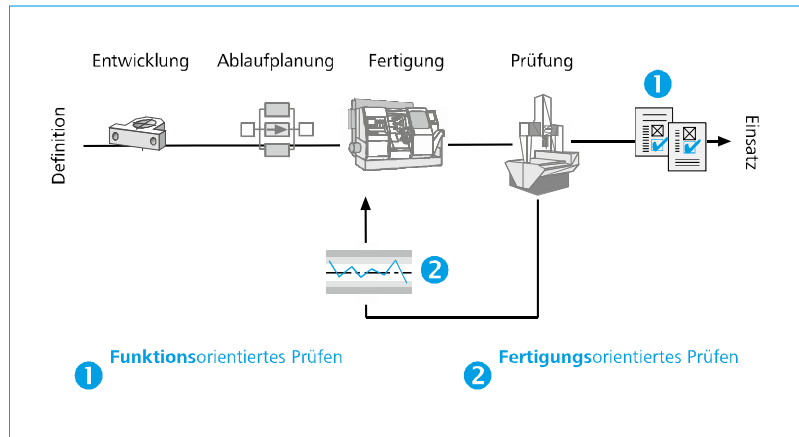 Entwicklung Ablaufplanung Fertigung Prüfung
1
Definition
Einsatz
2
1 Funktionsorientiertes Prüfen
2 Fertigungsorientiertes Prüfen